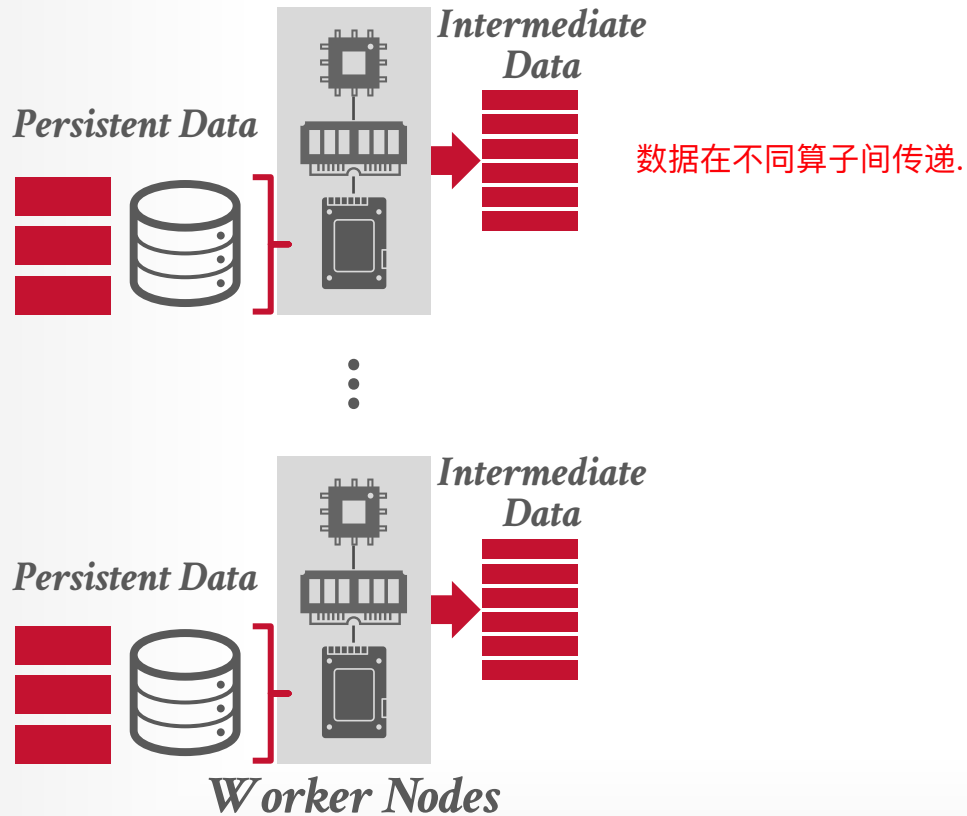 Intermediate
Data
Persistent Data
数据在不同算子间传递.
Intermediate
Data
Persistent Data
Worker Nodes